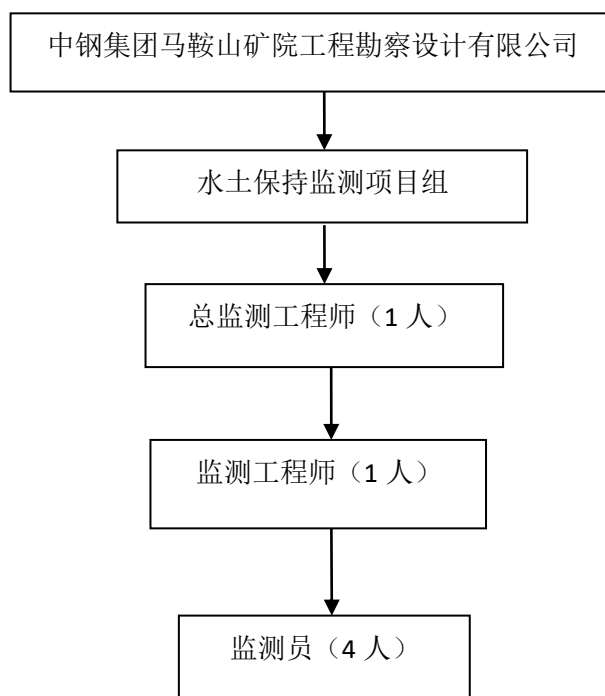 中钢集团马鞍山矿院工程勘察设计有限公司
水土保持监测项目组
总监测工程师（1 人）
监测工程师（1 人）
监测员（4 人）